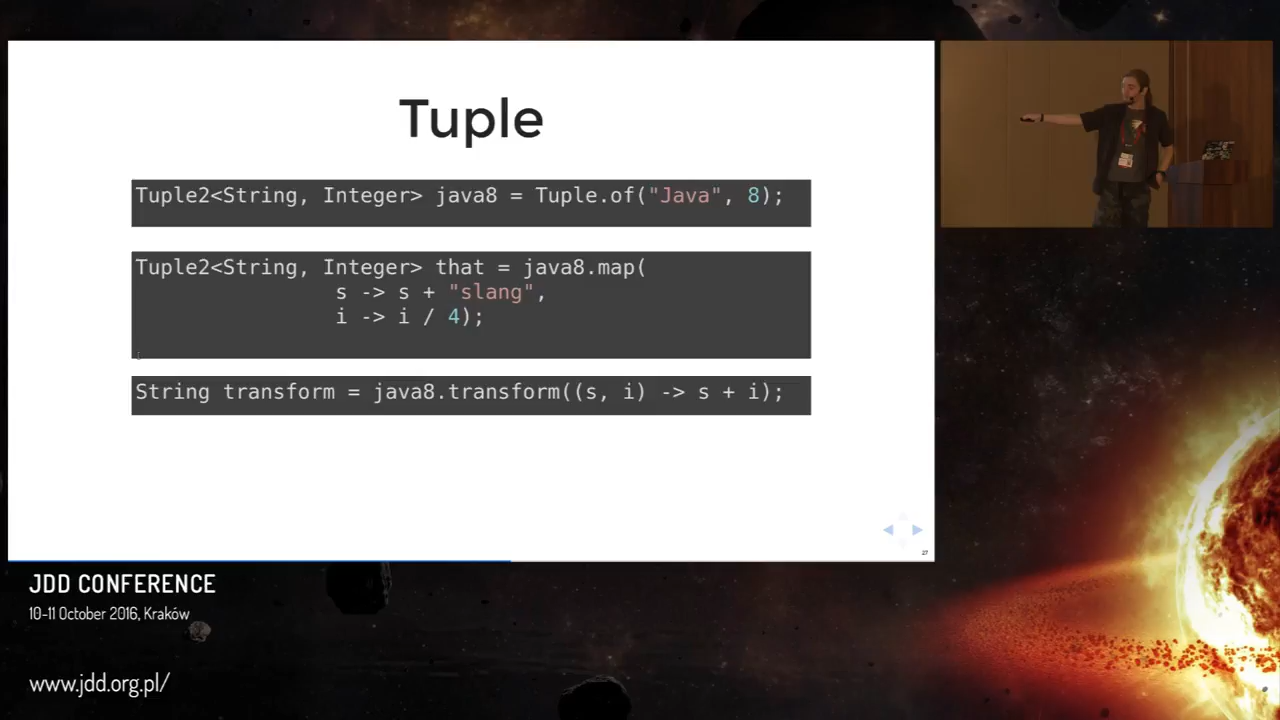 Tuple
Tuple2<String, Integer> java8 = Tuple.of("Java", 8);
Tuple2<String, Integer> that = java8.map(
s -> s + "slang",
i -> i / 4);
String transform = java8.transform((s, i) -> s + i);
27
JDD CONFERENCE
10-11 October 2016, Kraków
www.jdd.org.pl/